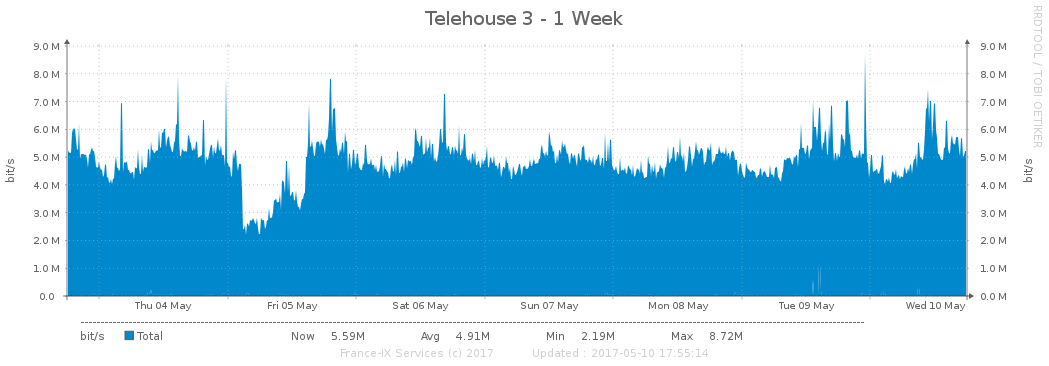 Telehouse 3 - 1 Week
RRDTOOL / TOBI OETIKER
bit/s
9.0 M 9.0 M
8.0 M 8.0 M
7.0 M 7.0 M
6.0 M 6.0 M
5.0 M 5.0 M
4.0 M 4.0 M
3.0 M 3.0 M
2.0 M 2.0 M
1.0 M 1.0 M
0.0 0.0 M
bit/s
Thu 04 May Fri 05 May Sat 06 May Sun 07 May Mon 08 May Tue 09 May Wed 10 May
bit/s Total Now 5.59M Avg 4.91M Min 2.19M Max 8.72M
France-IX Services (c) 2017 Updated : 2017-05-10 17:55:14